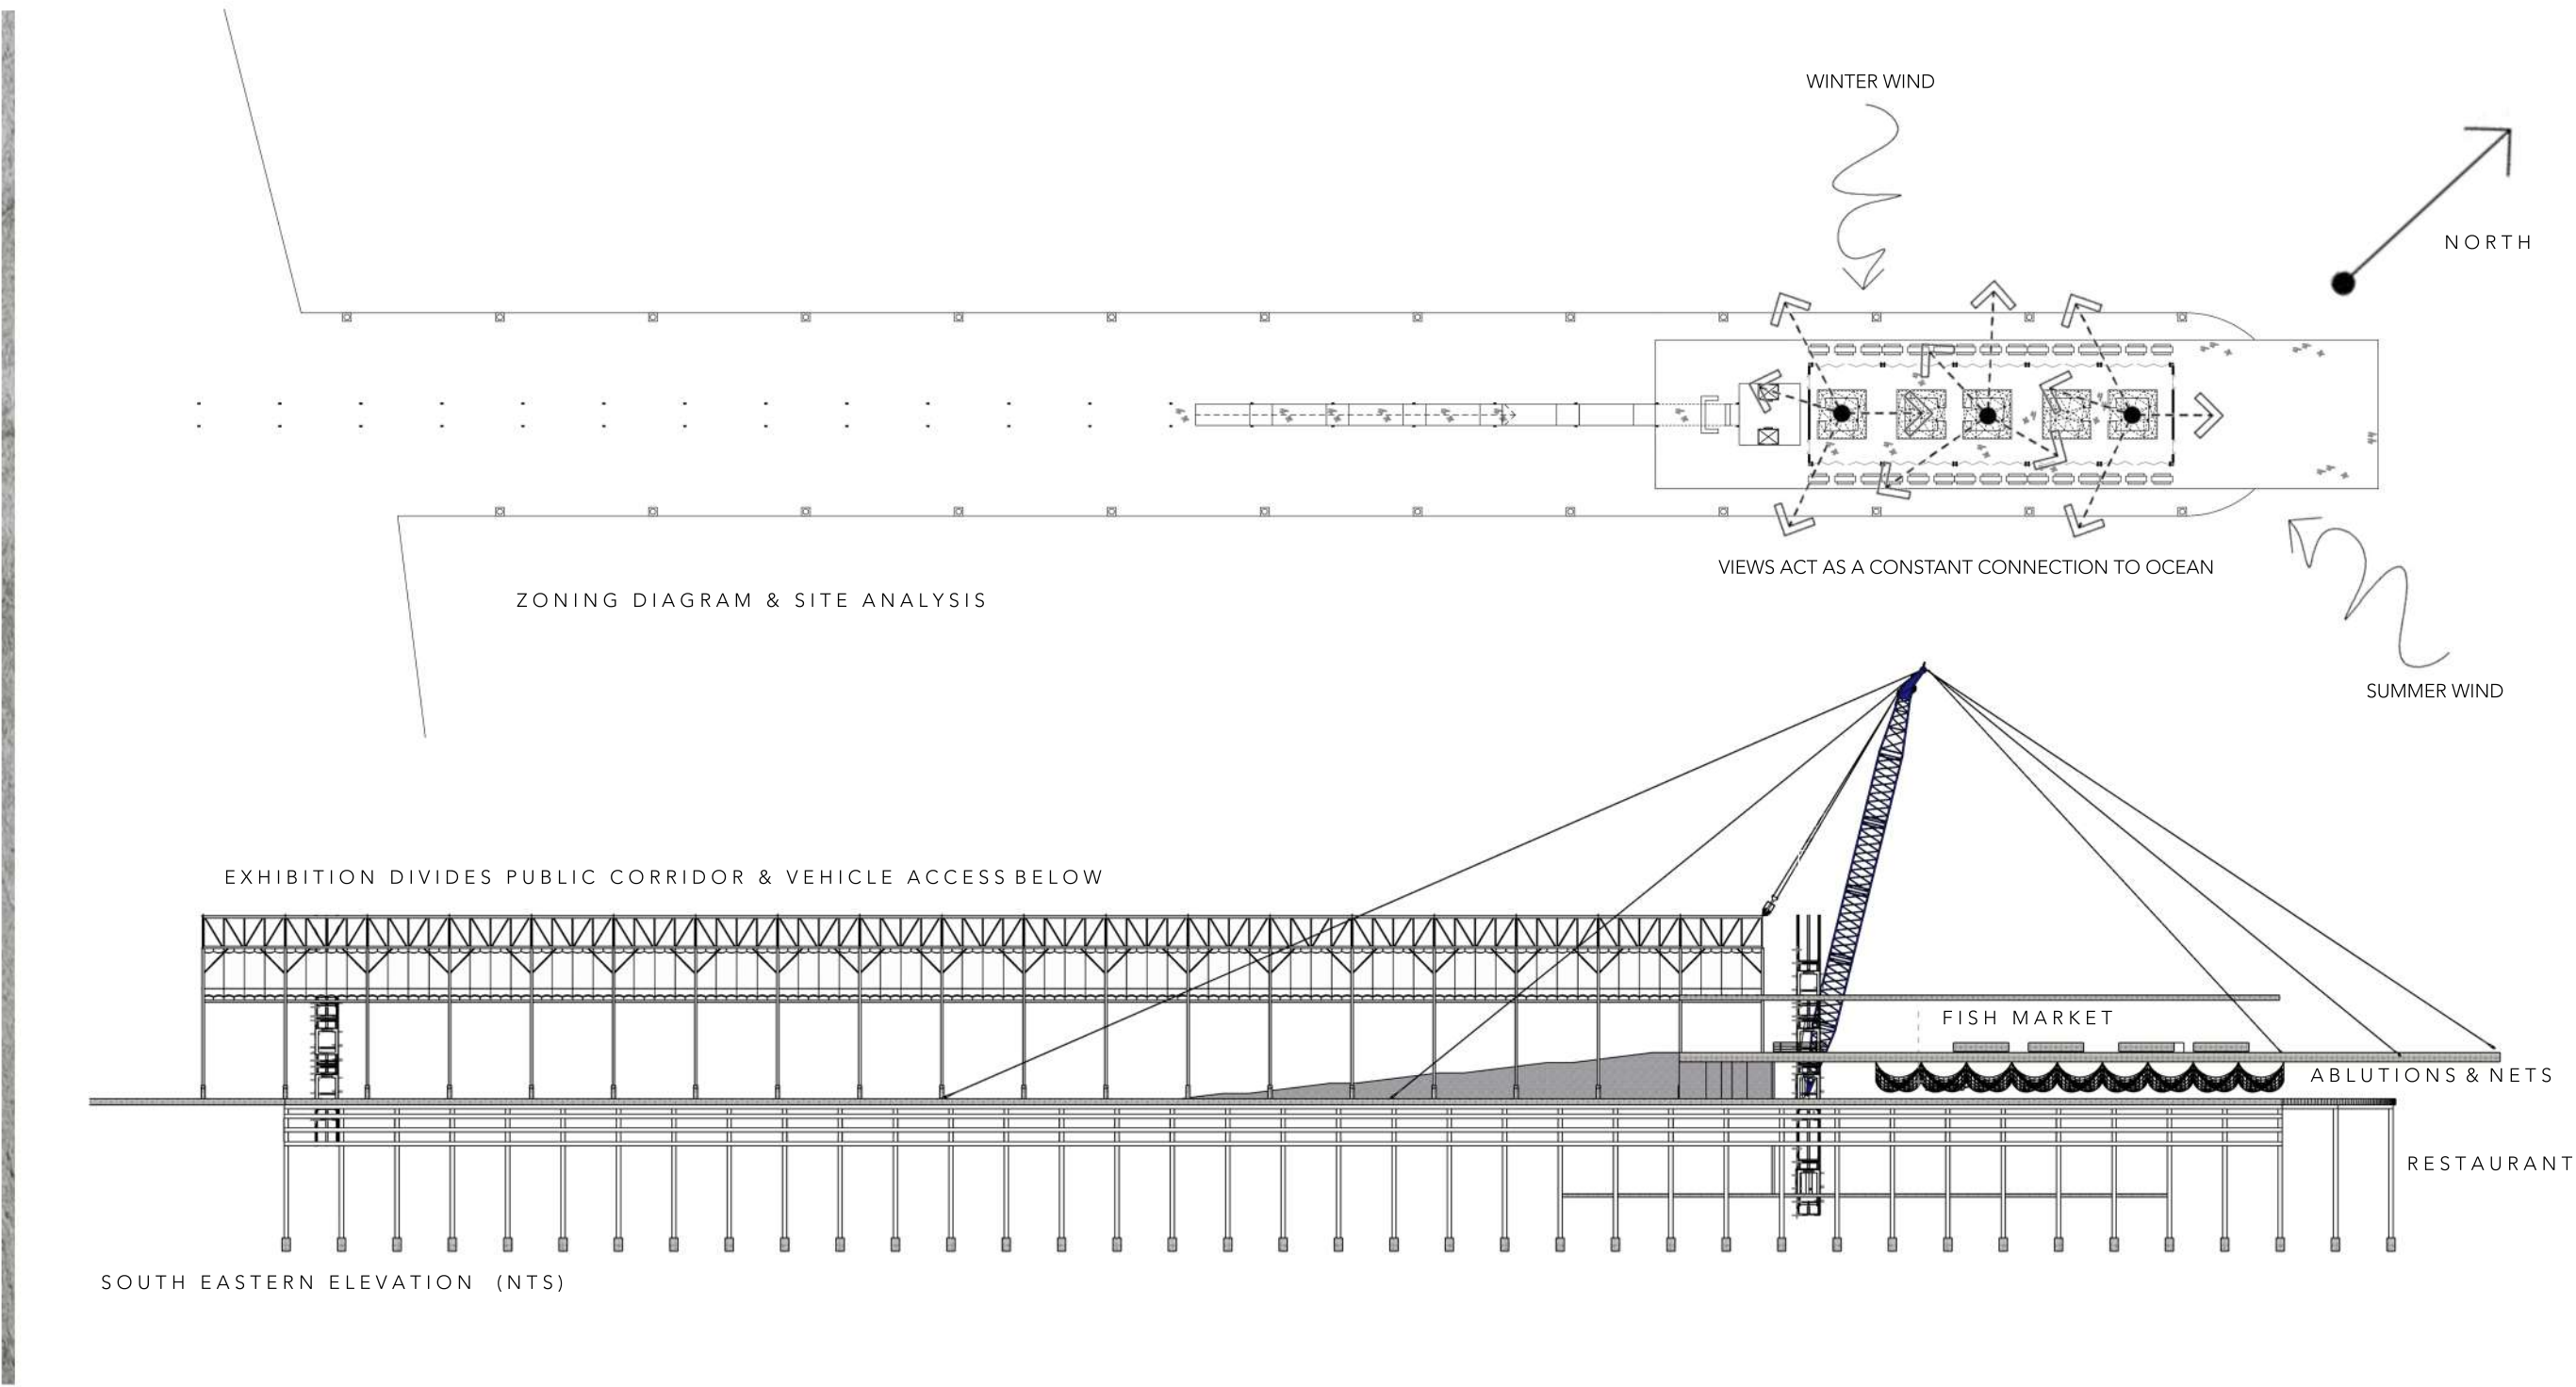 WINTER WIND
NORTH
VIEWS ACT AS A CONSTANT CONNECTION TO OCEAN
ZONING DIAGRAM & SITE ANALYSIS
SUMMER WIND
EXHIBITION DIVIDES PUBLIC CORRIDOR & VEHICLE ACCESS BELOW
FISH MARKET
ABLUTIONS & NETS
RESTAURANT
SOUTH EASTERN ELEVATION (NTS)